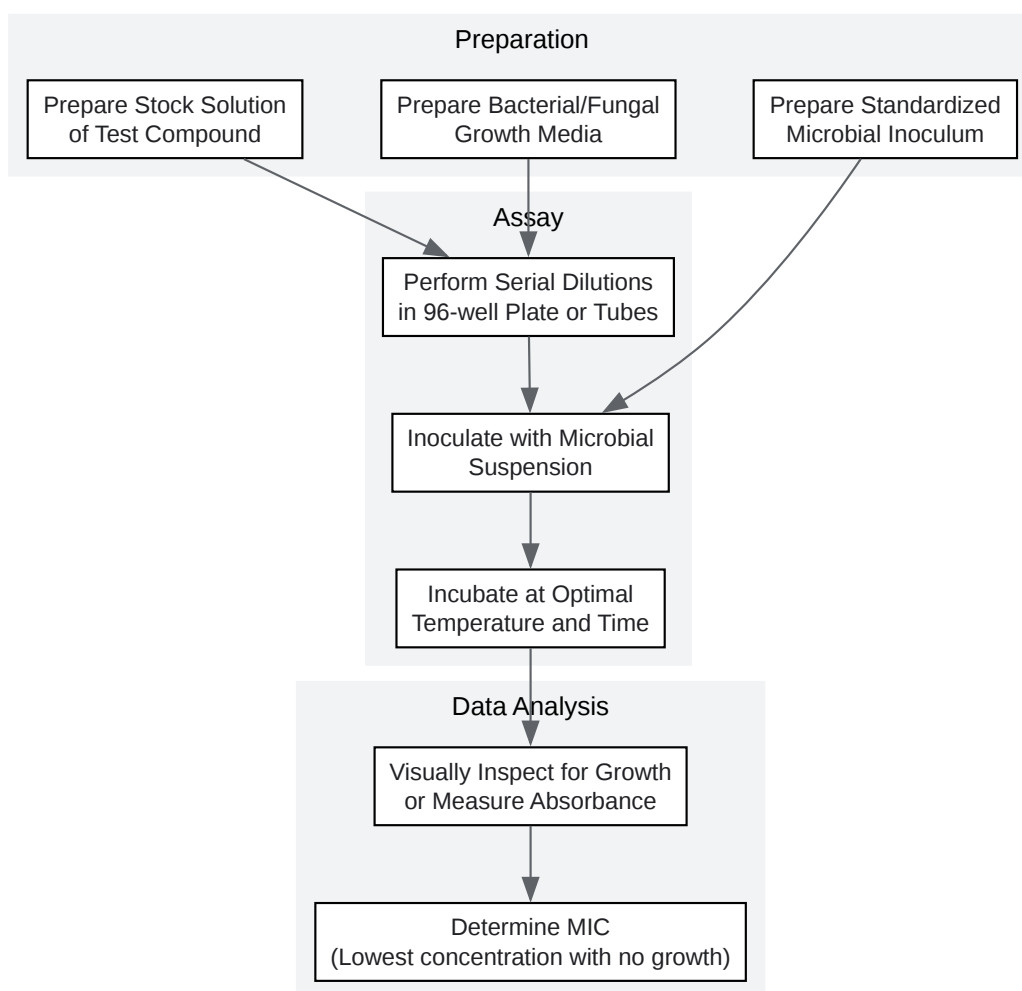 Preparation
Prepare Stock Solution
of Test Compound
Prepare Bacterial/Fungal
Growth Media
Prepare Standardized
Microbial Inoculum
Assay
Perform Serial Dilutions
in 96-well Plate or Tubes
Inoculate with Microbial
Suspension
Incubate at Optimal
Temperature and Time
Data Analysis
Visually Inspect for Growth
or Measure Absorbance
Determine MIC
(Lowest concentration with no growth)